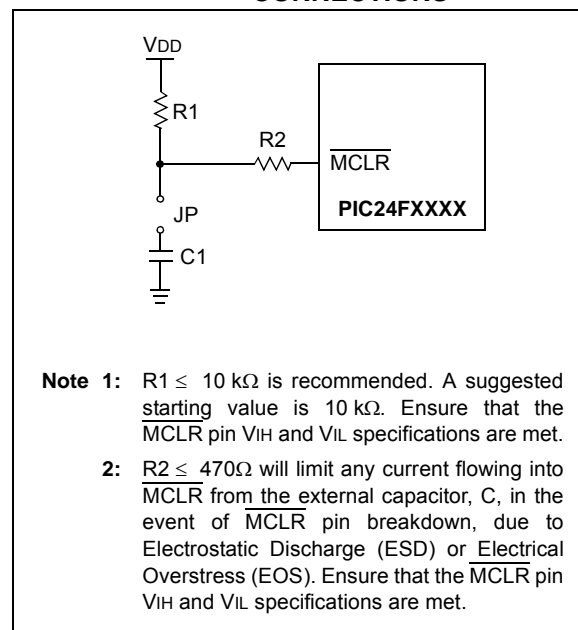 VDD
R1
R2
MCLR
PIC24FXXXX
JP
C1
Note 1: R1 ≤ 10 kΩ is recommended. A suggested
starting value is 10 kΩ. Ensure that the
MCLR pin VIH and VIL specifications are met.
2: R2 ≤ 470Ω will limit any current flowing into
MCLR from the external capacitor, C, in the
event of MCLR pin breakdown, due to
Electrostatic Discharge (ESD) or Electrical
Overstress (EOS). Ensure that the MCLR pin
VIH and VIL specifications are met.